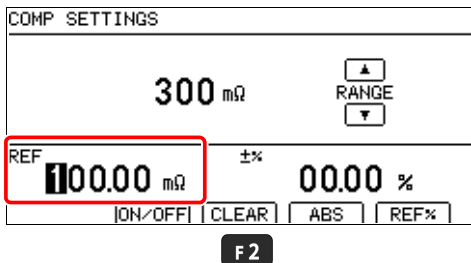 COMP SETTINGS
300 mΩ
▲
RANGE
▼
REF ±%
100.00 mΩ 00.00 %
ON/OFF CLEAR ABS REF%
F2